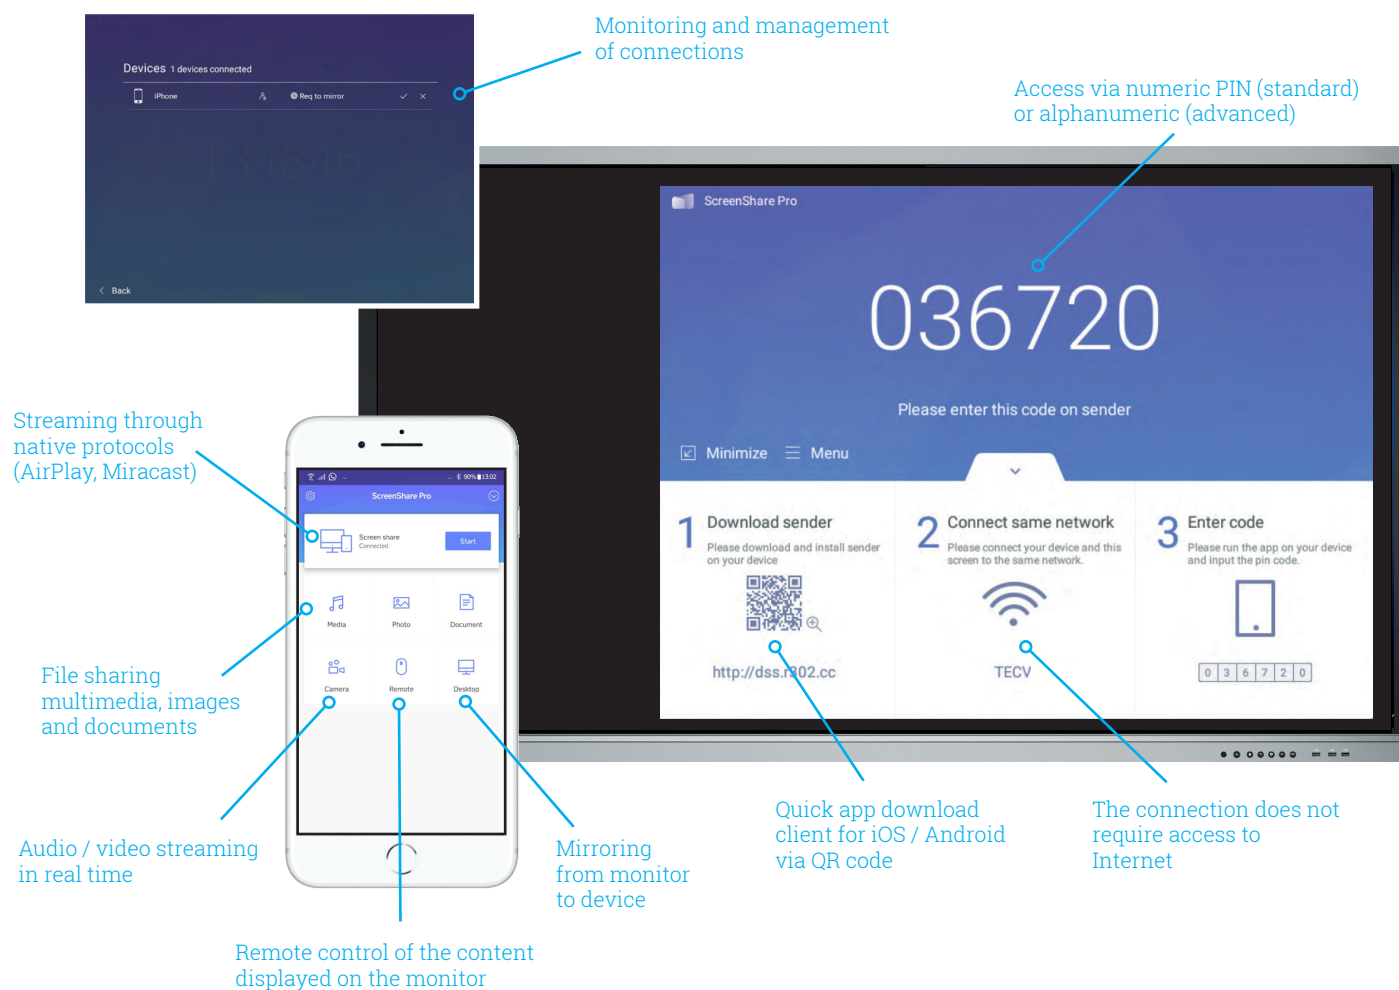 Monitoring and management
of connections
Devices 1 devices connected
iPhone
Req to mirror
134846
Back
Access via numeric PIN (standard)
or alphanumeric (advanced)
ScreenShare Pro
036720
Please enter this code on sender
Minimize
Menu
1 Download sender
Please download and install sender
on your device
http://dss.r302.cc
2 Connect same network
Please connect your device and this
screen to the same network.
TECV
3 Enter code
Please run the app on your device
and input the pin code.
0 3 6 7 2 0
Streaming through
native protocols
(AirPlay, Miracast)
90% 13:02
ScreenShare Pro
Screen share
Connected
Start
Media
Photo
Document
Camera
Remote
Desktop
File sharing
multimedia, images
and documents
Audio / video streaming
in real time
Remote control of the content
displayed on the monitor
Mirroring
from monitor
to device
Quick app download
client for iOS / Android
via QR code
The connection does not
require access to
Internet